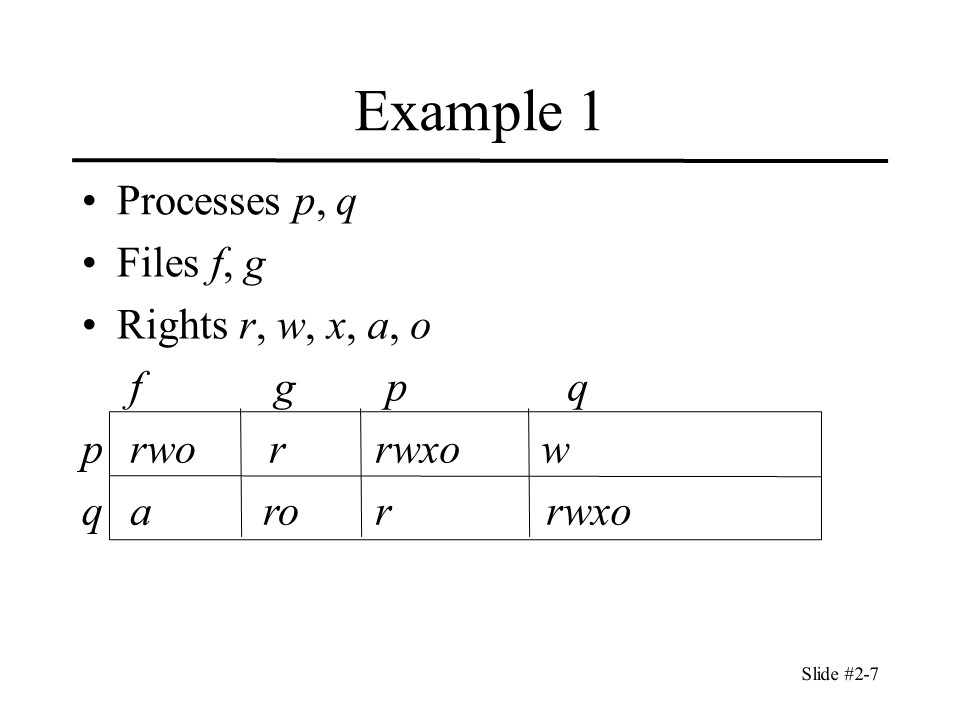 Example 1
• Processes p, q
• Files f, g
• Rights r, w, x, a, o
f g p q
p rwo r rwxo w
q a ro r rwxo
Slide #2-7